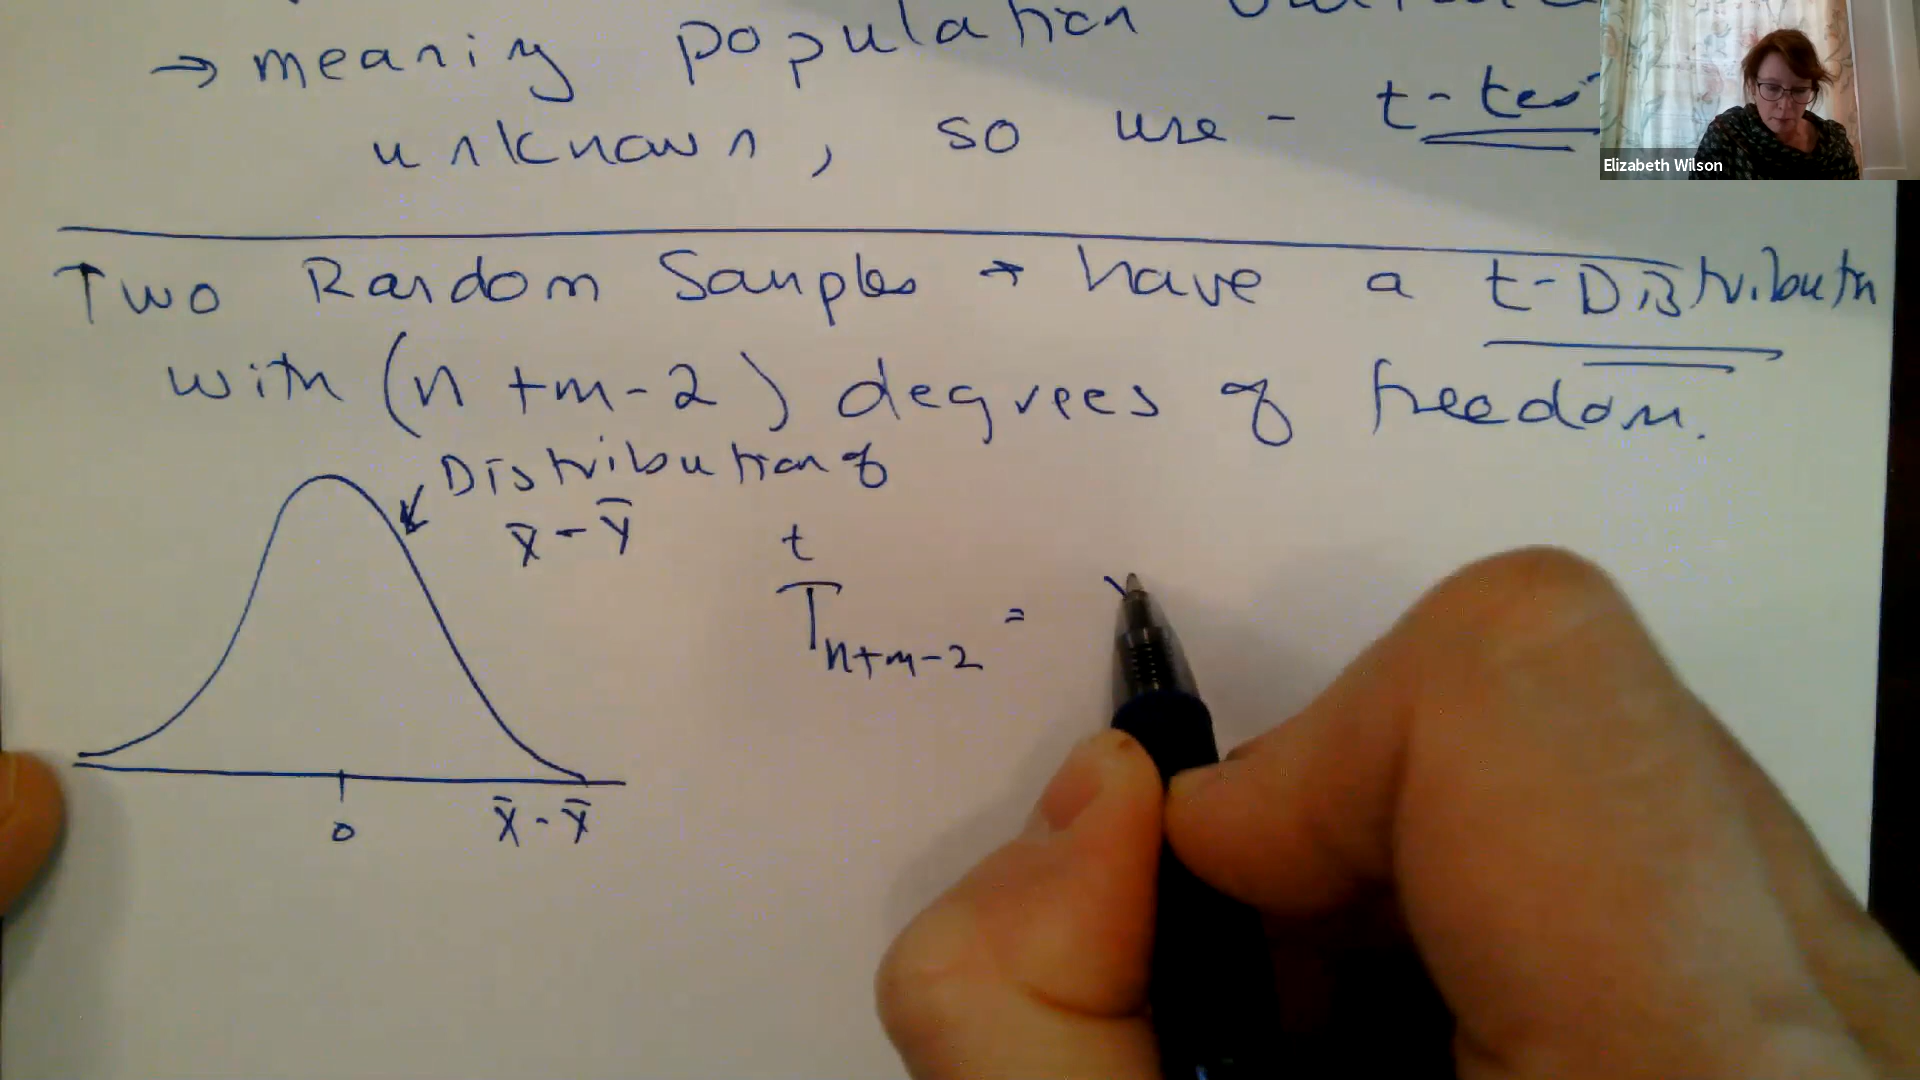 → meaning population
unknown, so use - t-tes
Elizabeth Wilson
Two Random Samples → have a t-Distributn
with (n+m-2) degrees of freedom.
Distribution of
X̄ - Ȳ
t
T n+m-2 =
0 X̄ - Ȳ